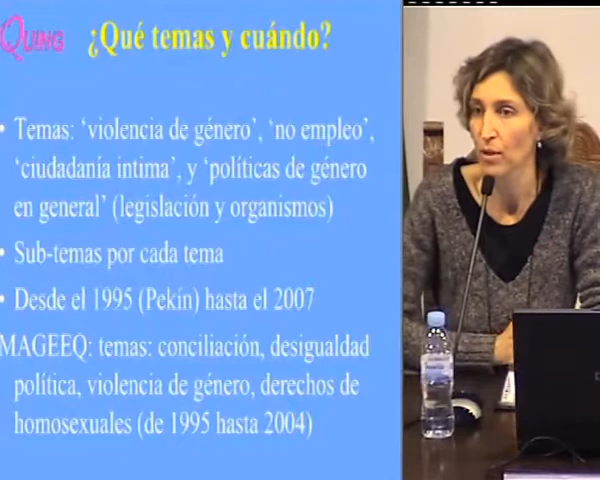 QUING ¿Qué temas y cuándo?
• Temas: ‘violencia de género’, ‘no empleo’,
‘ciudadanía intima’, y ‘políticas de género
en general’ (legislación y organismos)
• Sub-temas por cada tema
• Desde el 1995 (Pekín) hasta el 2007
MAGEEQ: temas: conciliación, desigualdad
política, violencia de género, derechos de
homosexuales (de 1995 hasta 2004)